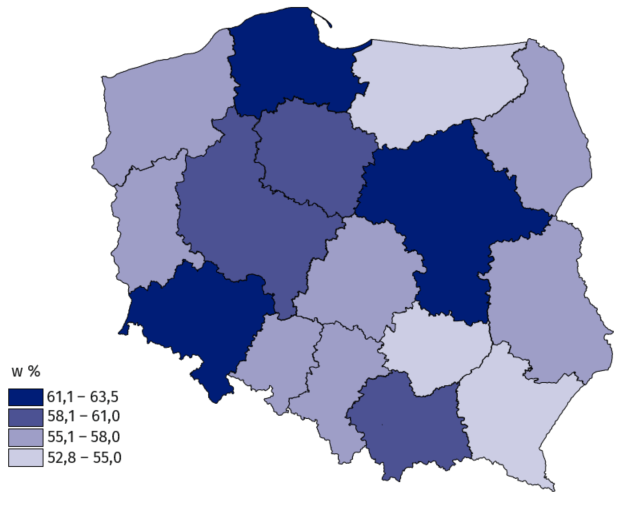 w %
61,1 – 63,5
58,1 – 61,0
55,1 – 58,0
52,8 – 55,0